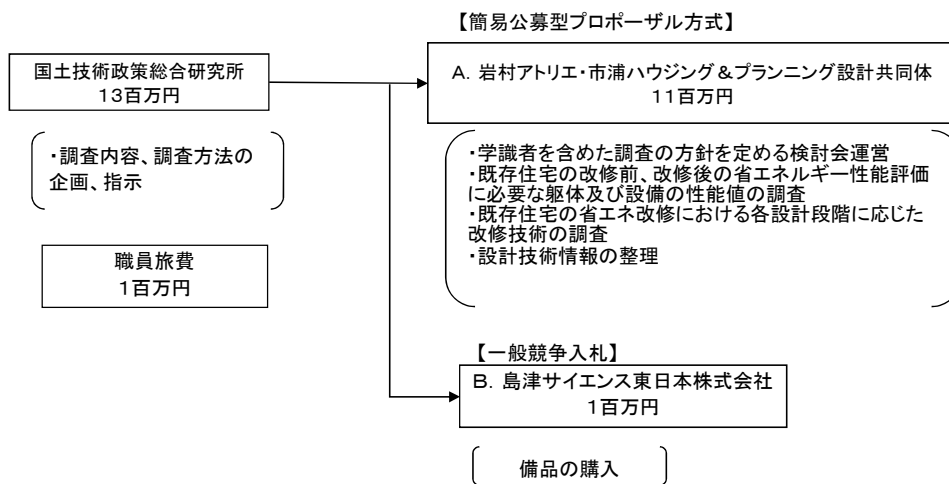 【簡易公募型プロポーザル方式】
国土技術政策総合研究所
13百万円
A．岩村アトリエ・市浦ハウジング＆プランニング設計共同体
11百万円
・調査内容、調査方法の
企画、指示
・学識者を含めた調査の方針を定める検討会運営
・既存住宅の改修前、改修後の省エネルギー性能評価
に必要な躯体及び設備の性能値の調査
・既存住宅の省エネ改修における各設計段階に応じた
改修技術の調査
・設計技術情報の整理
職員旅費
1百万円
【一般競争入札】
B．島津サイエンス東日本株式会社
1百万円
備品の購入